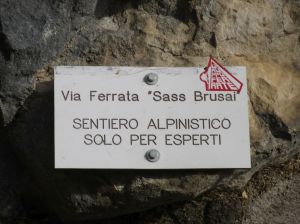 Via Ferrata "Sass Brusai"
SENTIERO ALPINISTICO
SOLO PER ESPERTI